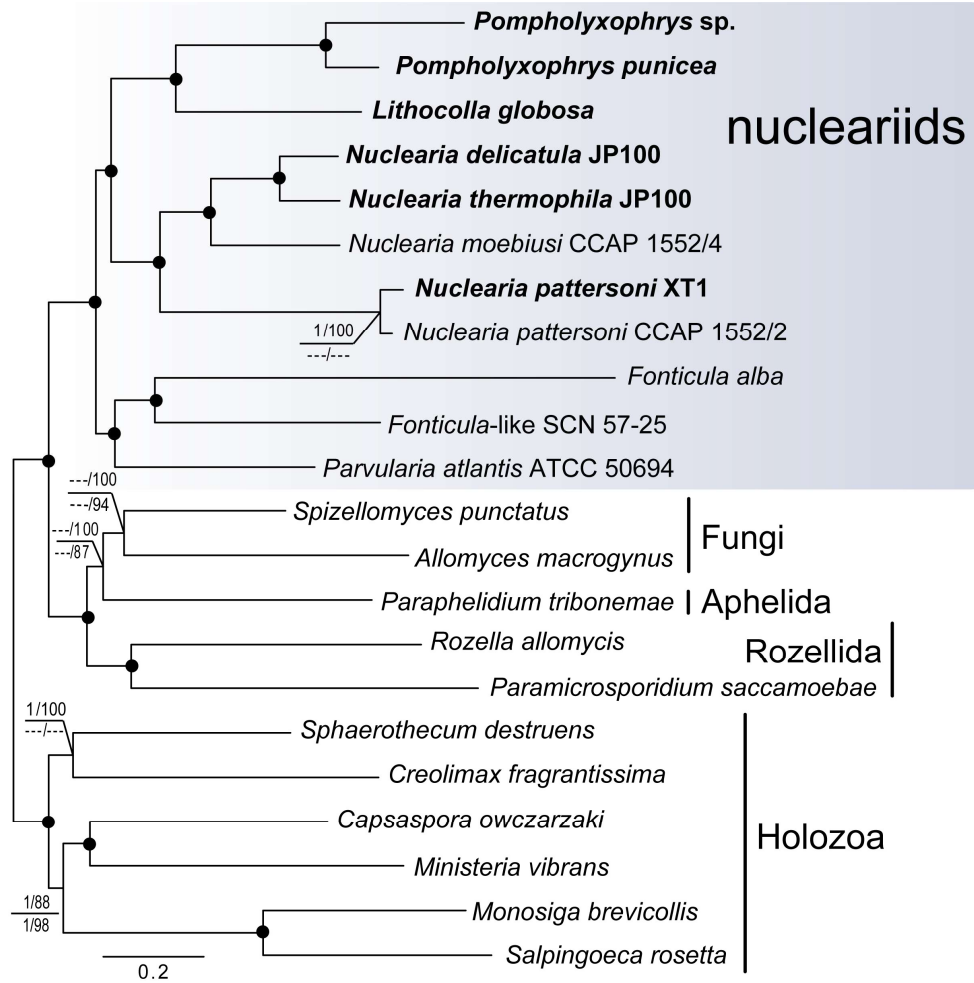 Pompholyxophrys sp.
Pompholyxophrys punicea
Lithocolla globosa
nucleariids
Nuclearia delicatula JP100
Nuclearia thermophila JP100
Nuclearia moebiusi CCAP 1552/4
Nuclearia pattersoni XT1
1/100
---/---
Nuclearia pattersoni CCAP 1552/2
Fonticula alba
Fonticula-like SCN 57-25
Parvularia atlantis ATCC 50694
---/100
---/94
Spizellomyces punctatus
Fungi
---/100
---/87
Allomyces macrogynus
Paraphelidium tribonemae
Aphelida
Rozella allomycis
Rozellida
Paramicrosporidium saccamoebae
1/100
---/---
Sphaerothecum destruens
Creolimax fragrantissima
Capsaspora owczarzaki
Holozoa
Ministeria vibrans
1/88
1/98
Monosiga brevicollis
Salpingoeca rosetta
0.2